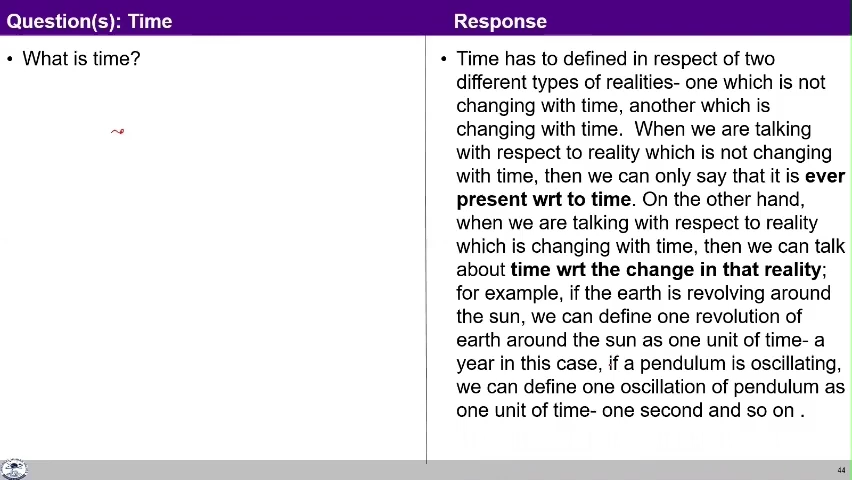 Question(s): Time
Response
• What is time?
• Time has to defined in respect of two
different types of realities- one which is not
changing with time, another which is
changing with time.  When we are talking
with respect to reality which is not changing
with time, then we can only say that it is ever
present wrt to time. On the other hand,
when we are talking with respect to reality
which is changing with time, then we can talk
about time wrt the change in that reality;
for example, if the earth is revolving around
the sun, we can define one revolution of
earth around the sun as one unit of time- a
year in this case, if a pendulum is oscillating,
we can define one oscillation of pendulum as
one unit of time- one second and so on .
44